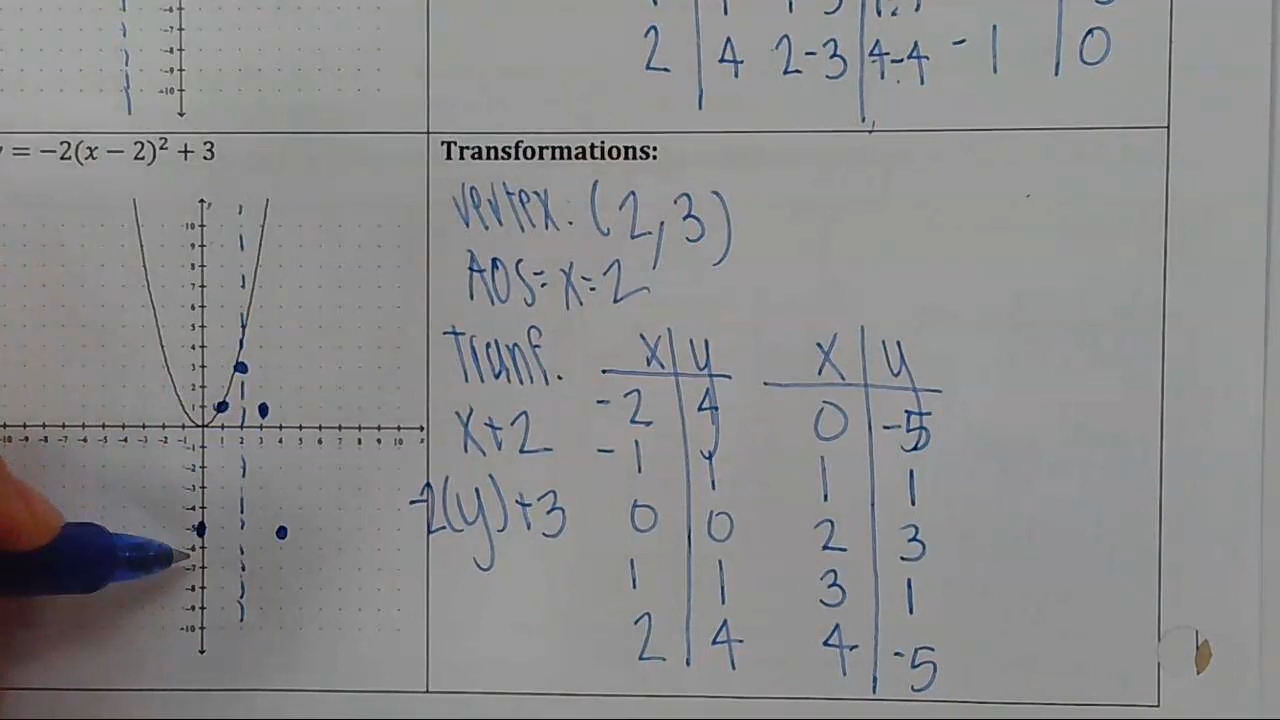 2 | 4 2-3 | 4-4 -1 | 0
= −2(x − 2)² + 3
Transformations:
vertex: (2,3)
AOS= x=2
Tranf.
x+2
-2(y)+3
x | y
-2 | 4
-1 | 1
0 | 0
1 | 1
2 | 4
x | y
0 | -5
1 | 1
2 | 3
3 | 1
4 | -5